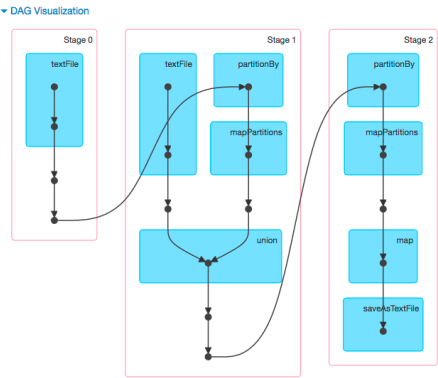 DAG Visualization
Stage 0
Stage 1
Stage 2
textFile
textFile
partitionBy
partitionBy
mapPartitions
mapPartitions
union
map
saveAsTextFile